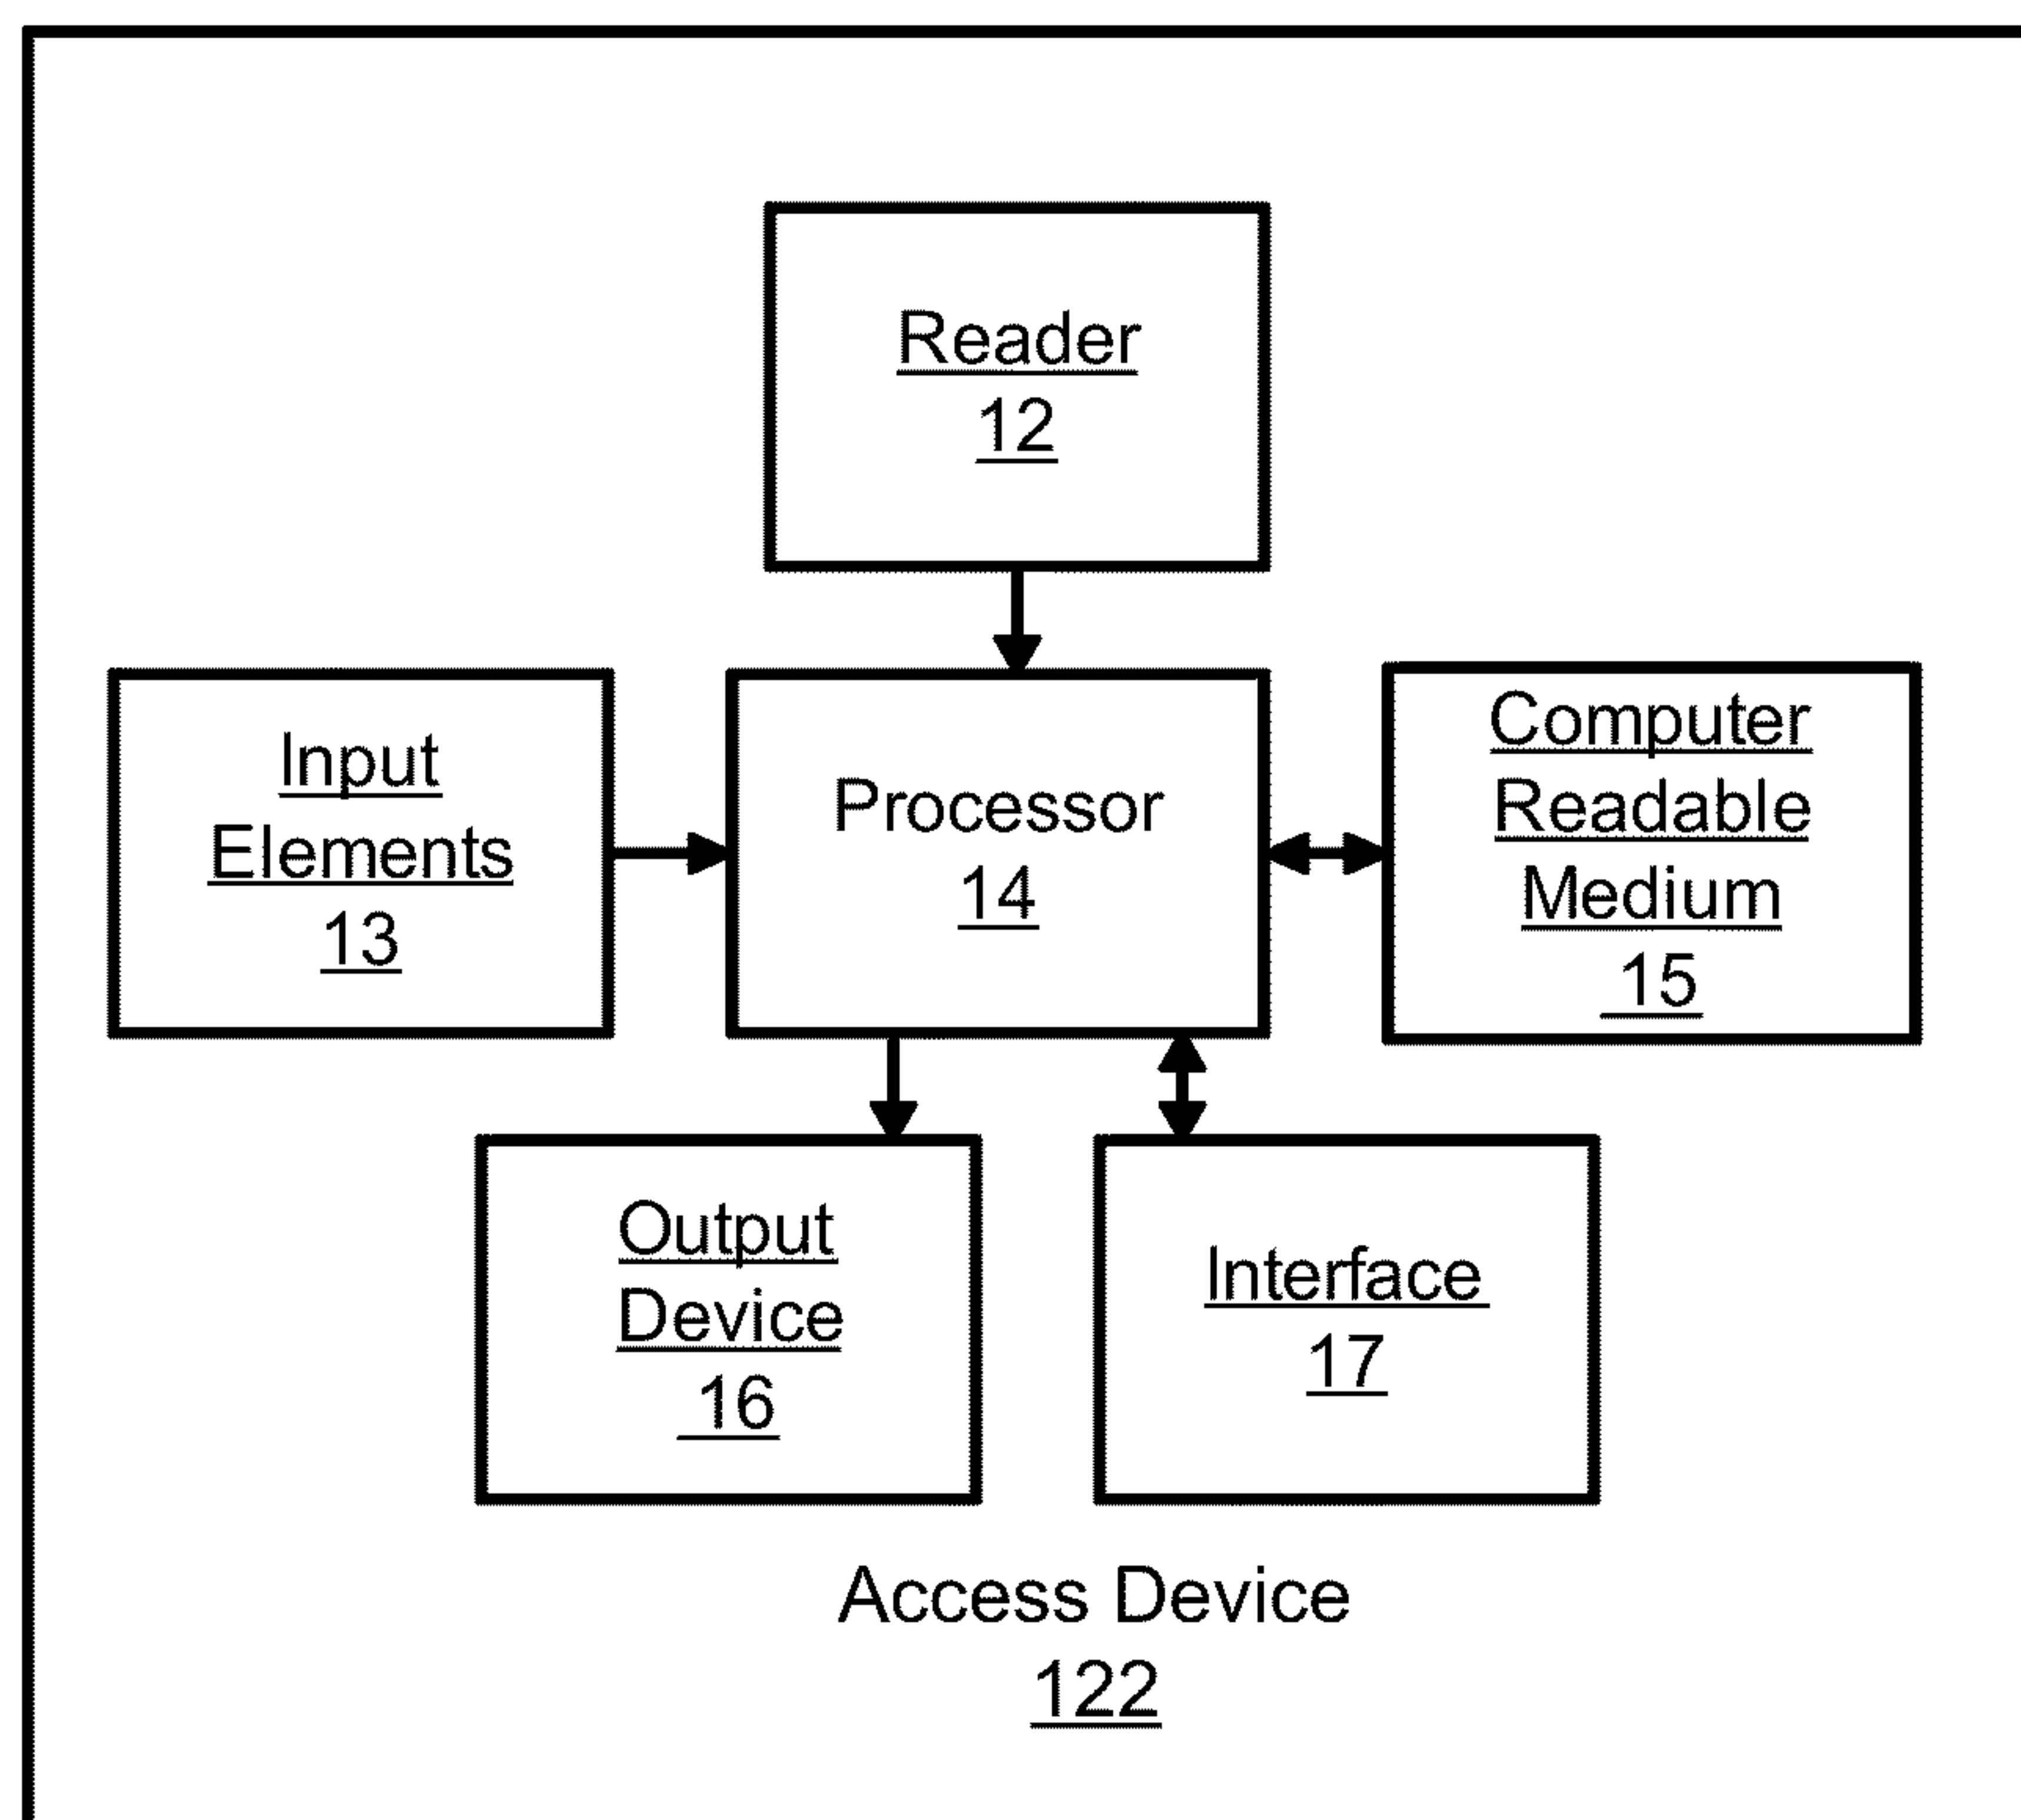 Reader
12
Input
Elements
13
Processor
14
Computer
Readable
Medium
15
Output
Device
16
Interface
17
Access Device
122